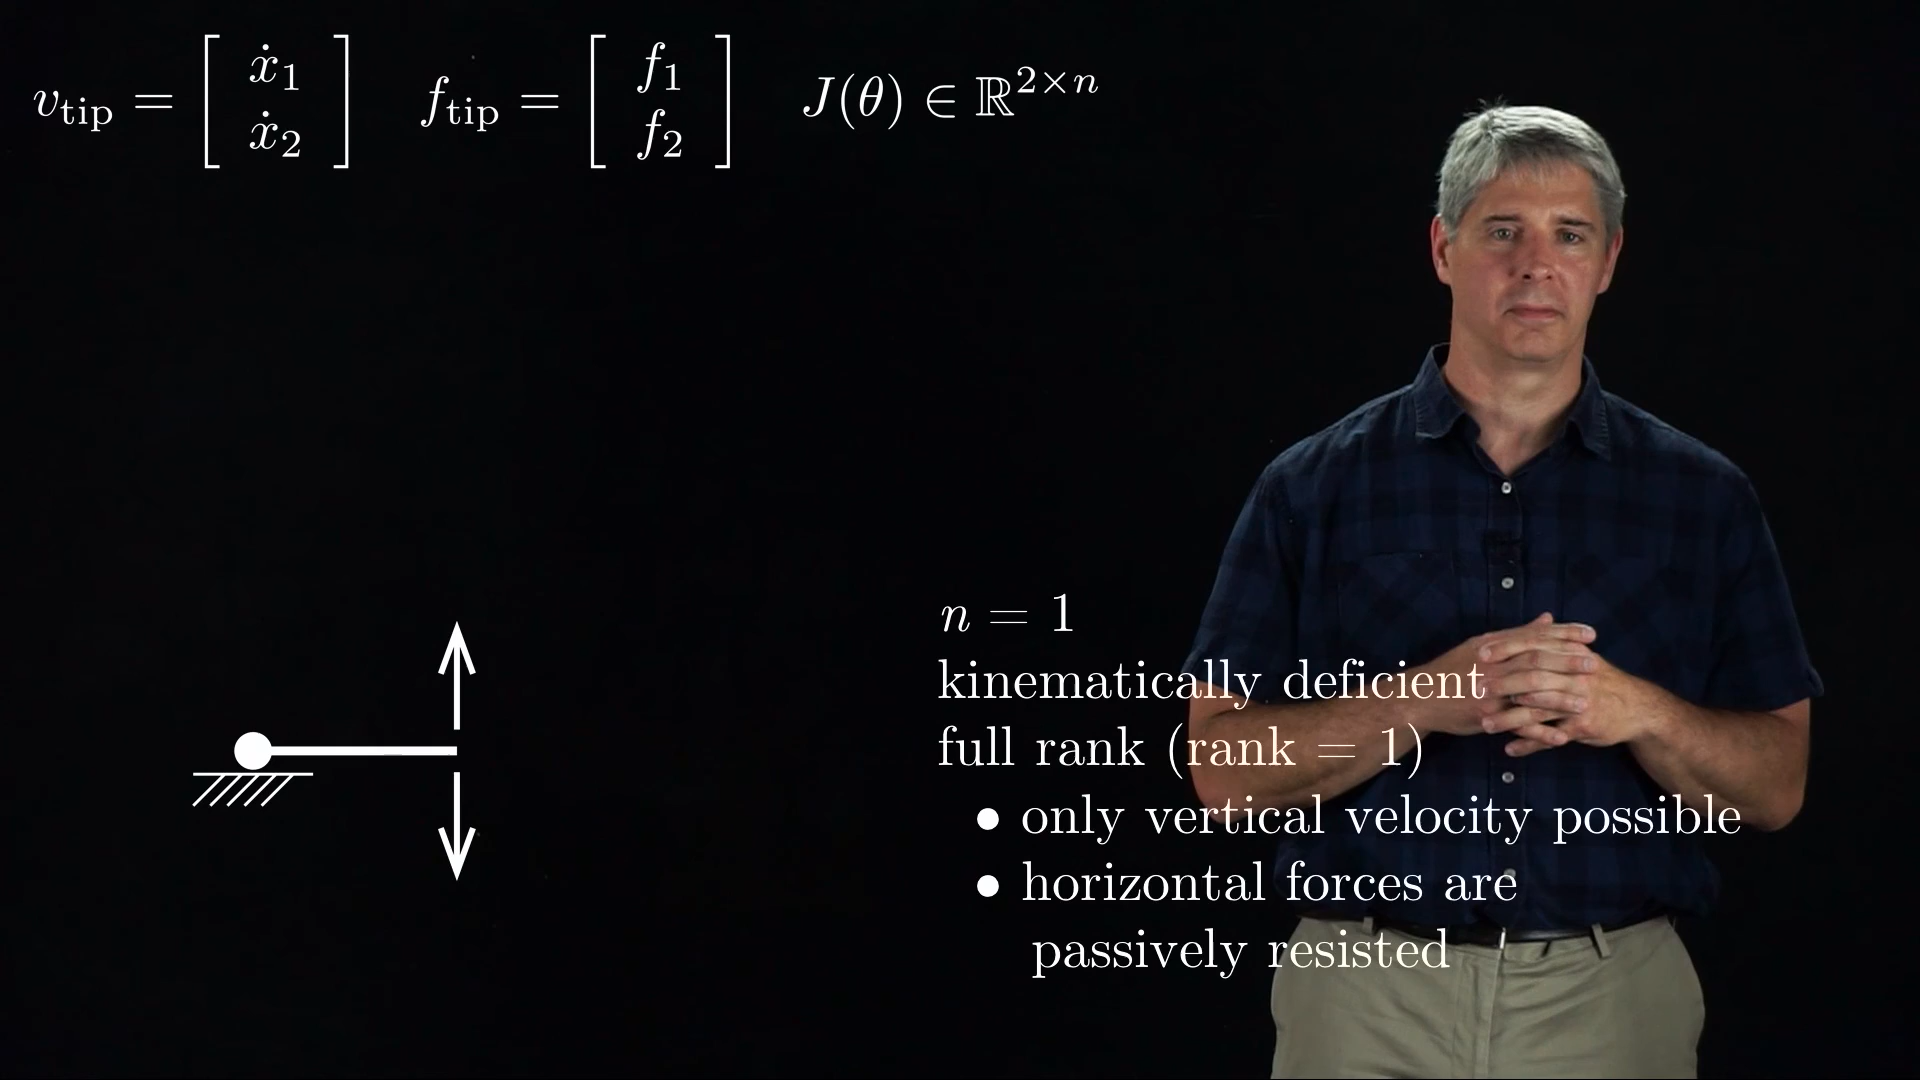 v_tip = [ ẋ_1 ẋ_2 ] f_tip = [ f_1 f_2 ] J(θ) ∈ ℝ^{2×n}
n = 1
kinematically deficient
full rank (rank = 1)
• only vertical velocity possible
• horizontal forces are
passively resisted